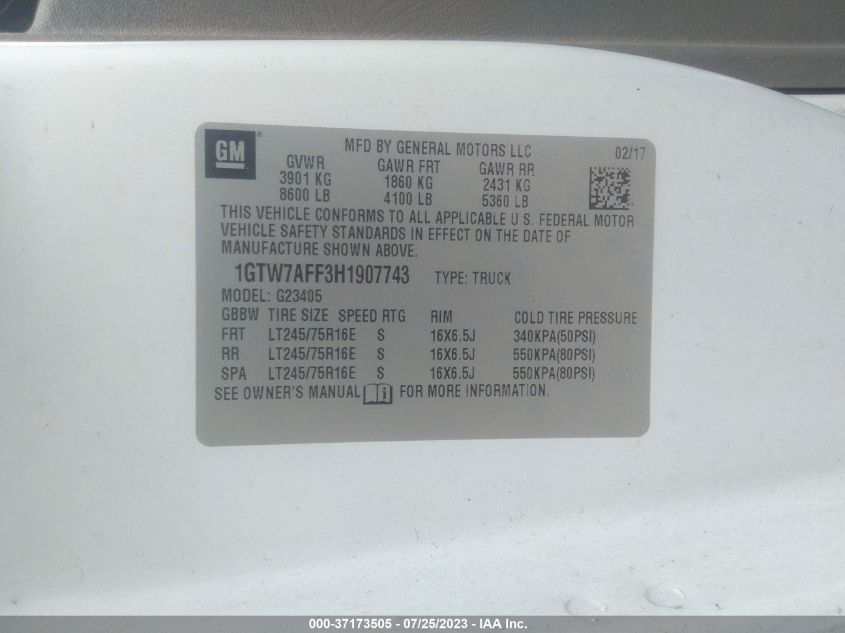 GM®
MFD BY GENERAL MOTORS LLC 02/17
GVWR GAWR FRT GAWR RR
3901 KG 1860 KG 2431 KG
8600 LB 4100 LB 5360 LB
THIS VEHICLE CONFORMS TO ALL APPLICABLE U S. FEDERAL MOTOR
VEHICLE SAFETY STANDARDS IN EFFECT ON THE DATE OF
MANUFACTURE SHOWN ABOVE.
1GTW7AFF3H1907743 TYPE: TRUCK
MODEL: G23405
GBBW TIRE SIZE SPEED RTG RIM COLD TIRE PRESSURE
FRT LT245/75R16E S 16X6.5J 340KPA(50PSI)
RR LT245/75R16E S 16X6.5J 550KPA(80PSI)
SPA LT245/75R16E S 16X6.5J 550KPA(80PSI)
SEE OWNER'S MANUAL i FOR MORE INFORMATION.
000-37173505 - 07/25/2023 - IAA Inc.